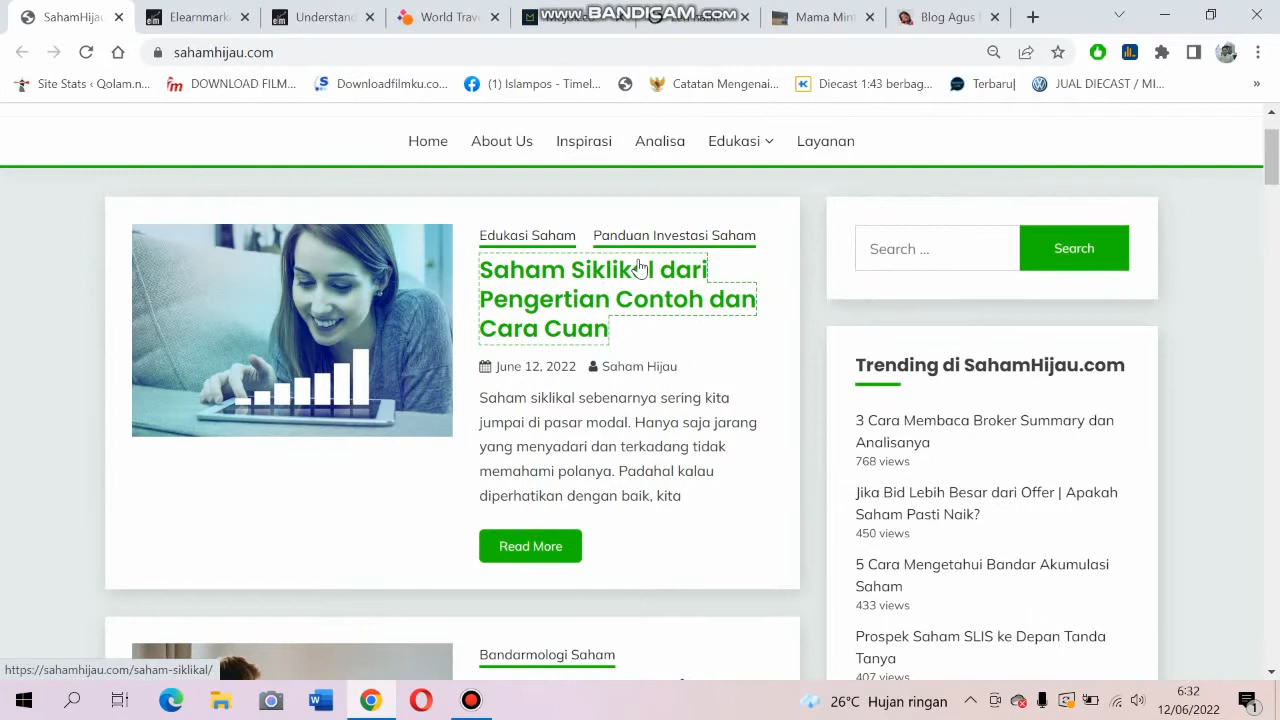 Elearnmark
Understan
World Trav
www.BANDICAM.com
Mama Min
Blog Agus
sahamhijau.com
Site Stats ‹ Qolam.n...
DOWNLOAD FILM...
Downloadfilmku.co...
(1) Islampos - Timel...
Catatan Mengenai...
Diecast 1:43 berbag...
Terbaru|
JUAL DIECAST / MI...
»
Home About Us Inspirasi Analisa Edukasi Layanan
Edukasi Saham Panduan Investasi Saham
Saham Siklikal dari
Pengertian Contoh dan
Cara Cuan
June 12, 2022 Saham Hijau
Saham siklikal sebenarnya sering kita
jumpai di pasar modal. Hanya saja jarang
yang menyadari dan terkadang tidak
memahami polanya. Padahal kalau
diperhatikan dengan baik, kita
Read More
Bandarmologi Saham
Search ... Search
Trending di SahamHijau.com
3 Cara Membaca Broker Summary dan
Analisanya
768 views
Jika Bid Lebih Besar dari Offer | Apakah
Saham Pasti Naik?
450 views
5 Cara Mengetahui Bandar Akumulasi
Saham
433 views
Prospek Saham SLIS ke Depan Tanda
Tanya
407 views
https://sahamhijau.com/saham-siklikal/
26°C Hujan ringan
6:32
12/06/2022
1